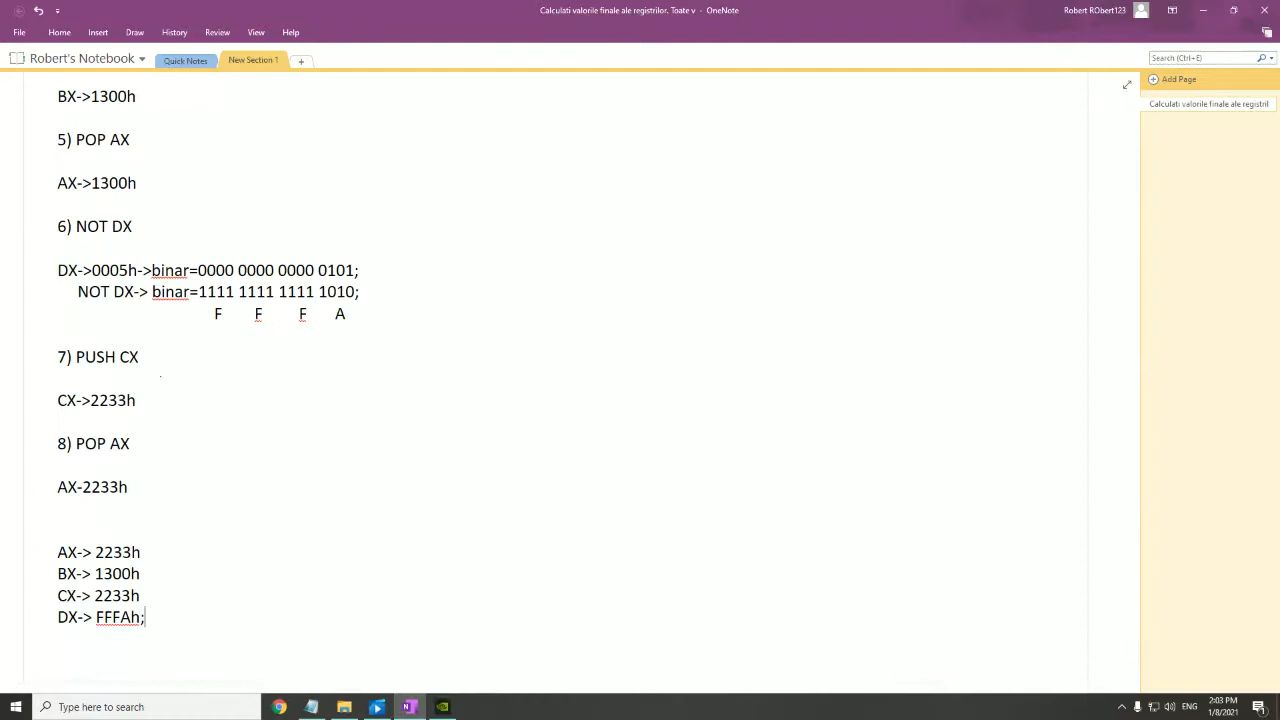 Calculati valorile finale ale registrilor. Toate v - OneNote
Robert RObert123
File Home Insert Draw History Review View Help
Robert's Notebook
Quick Notes
New Section 1
Search (Ctrl+E)
Add Page
Calculati valorile finale ale registril
BX->1300h
5) POP AX
AX->1300h
6) NOT DX
DX->0005h->binar=0000 0000 0000 0101;
NOT DX-> binar=1111 1111 1111 1010;
F F F A
7) PUSH CX
CX->2233h
8) POP AX
AX-2233h
AX-> 2233h
BX-> 1300h
CX-> 2233h
DX-> FFFAh;
Type here to search
ENG
2:03 PM
1/8/2021